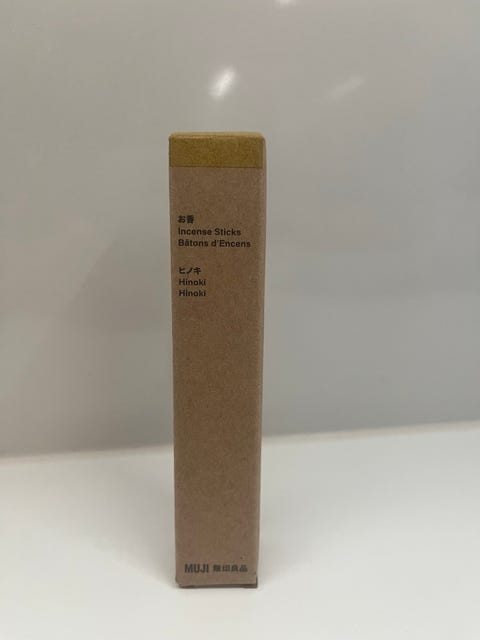 お香
Incense Sticks
Bâtons d'Encens
ヒノキ
Hinoki
Hinoki
MUJI 無印良品